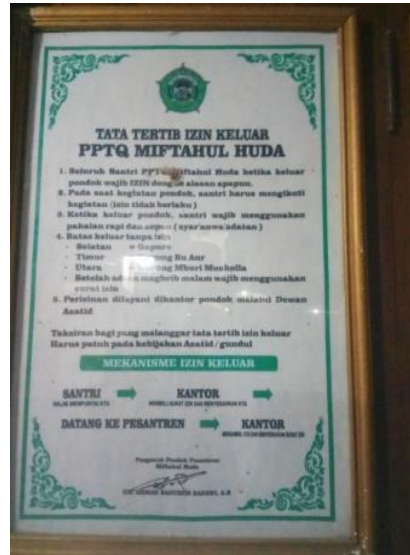 TATA TERTIB IZIN KELUAR
PPTQ MIFTAHUL HUDA
1. Seluruh Santri PPTQ Miftahul Huda ketika keluar
pondok wajib IZIN dengan alasan apapun.
2. Pada saat kegiatan pondok, santri harus mengikuti
kegiatan (izin tidak berlaku)
3. Ketika keluar pondok, santri wajib menggunakan
pakaian rapi dan sopan (syar'anwa'adatan)
4. Batas keluar tanpa izin
- Selatan = Gapuro
- Timur Bu Anr
- Utara Mburi Musholla
- Setelah adzan maghrib malam wajib menggunakan
surat izin
5. Perizinan dilayani dikantor pondok melalui Dewan
Asatid
Takziran bagi yang melanggar tata tertib izin keluar
Harus patuh pada kebijakan Asatid / gundul
MEKANISME IZIN KELUAR
SANTRI KANTOR
DATANG KE PESANTREN KANTOR
Pengasuh Pondok Pesantren
Miftahul Huda